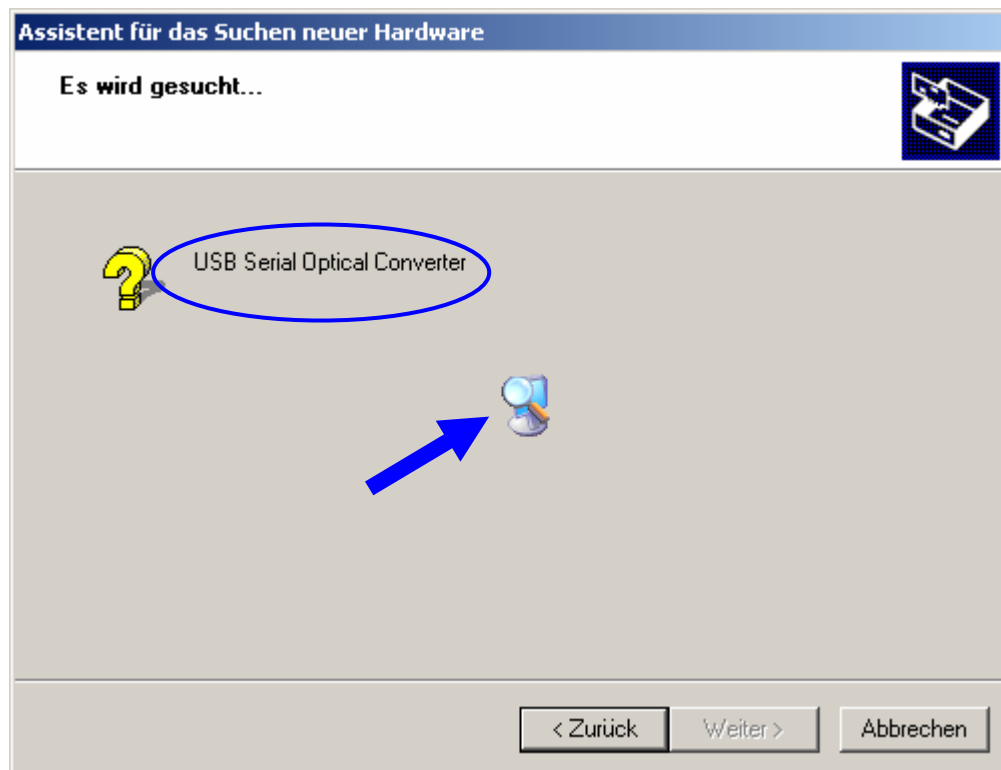 Assistent für das Suchen neuer Hardware
Es wird gesucht...
USB Serial Optical Converter
< Zurück
Weiter >
Abbrechen